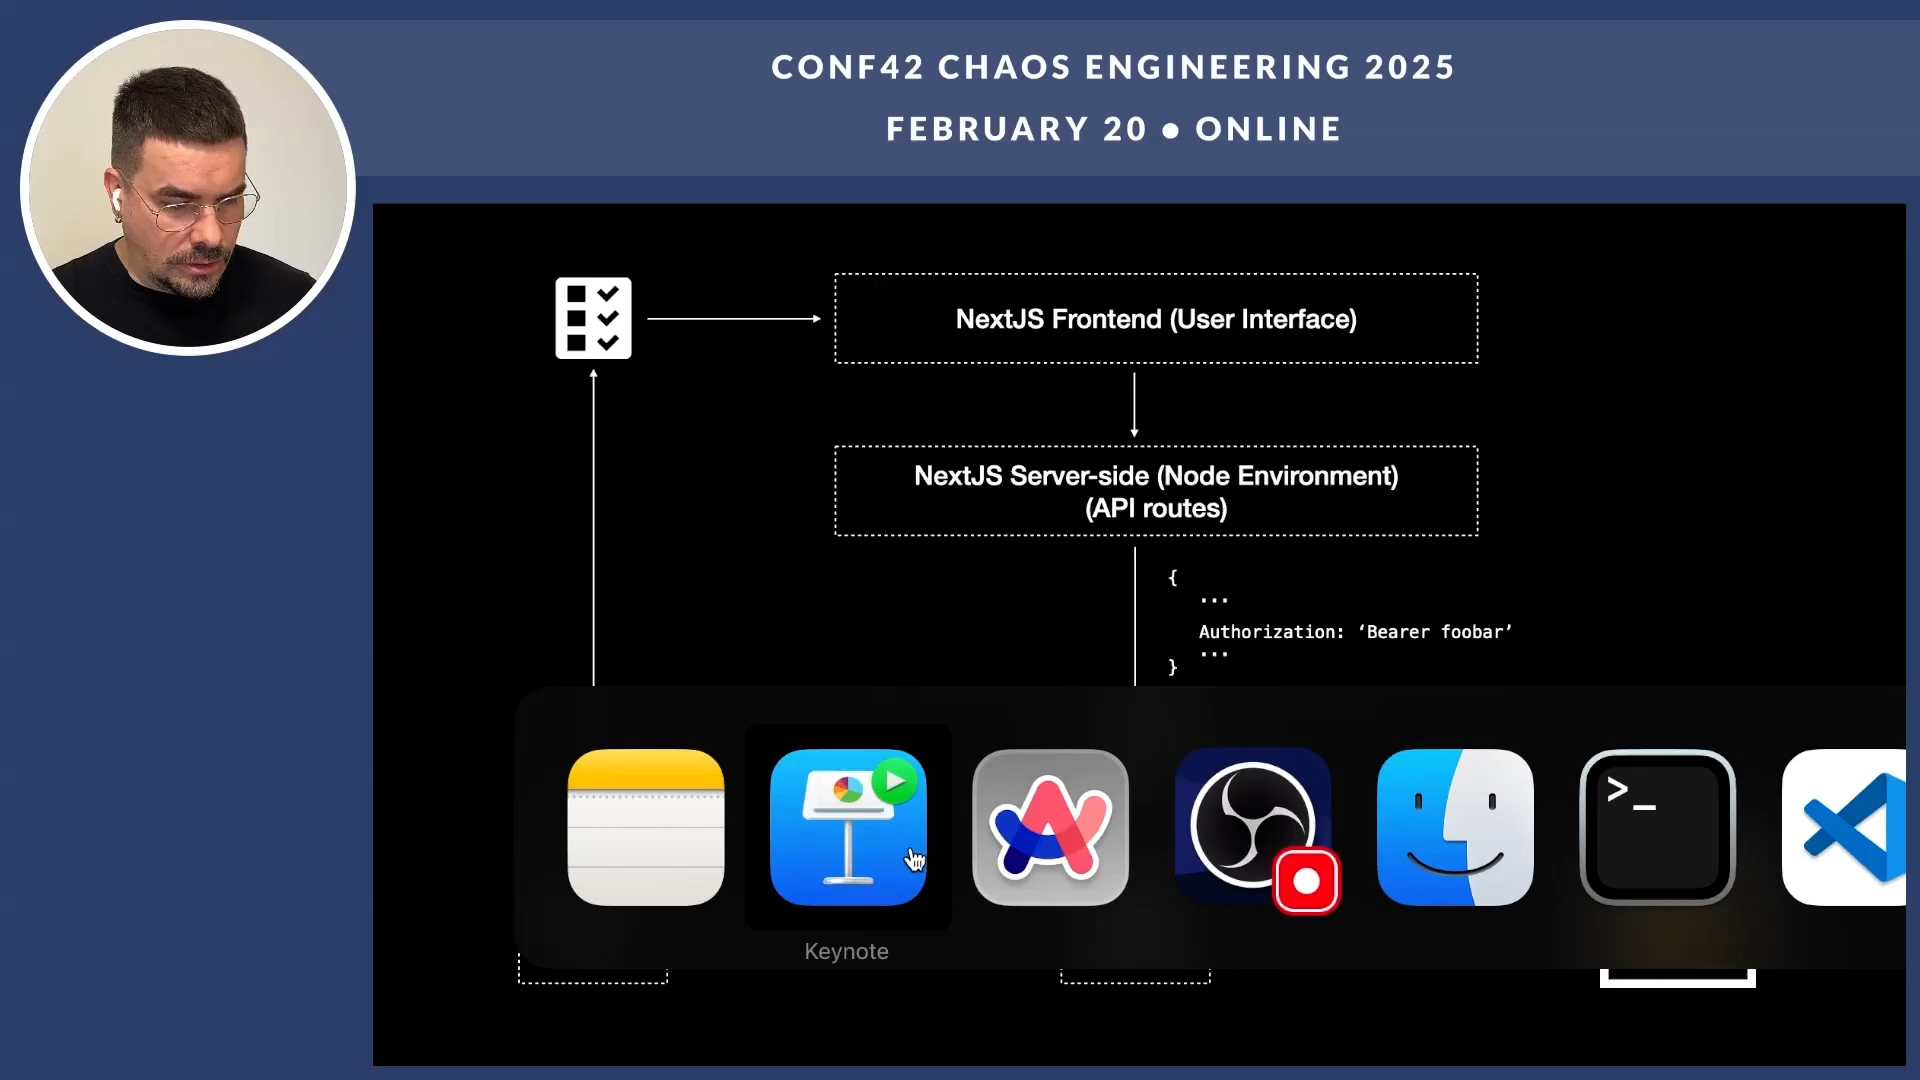 CONF42 CHAOS ENGINEERING 2025
FEBRUARY 20 ● ONLINE
NextJS Frontend (User Interface)
NextJS Server-side (Node Environment)
(API routes)
{
...
Authorization: ‘Bearer foobar’
...
}
>_
Keynote